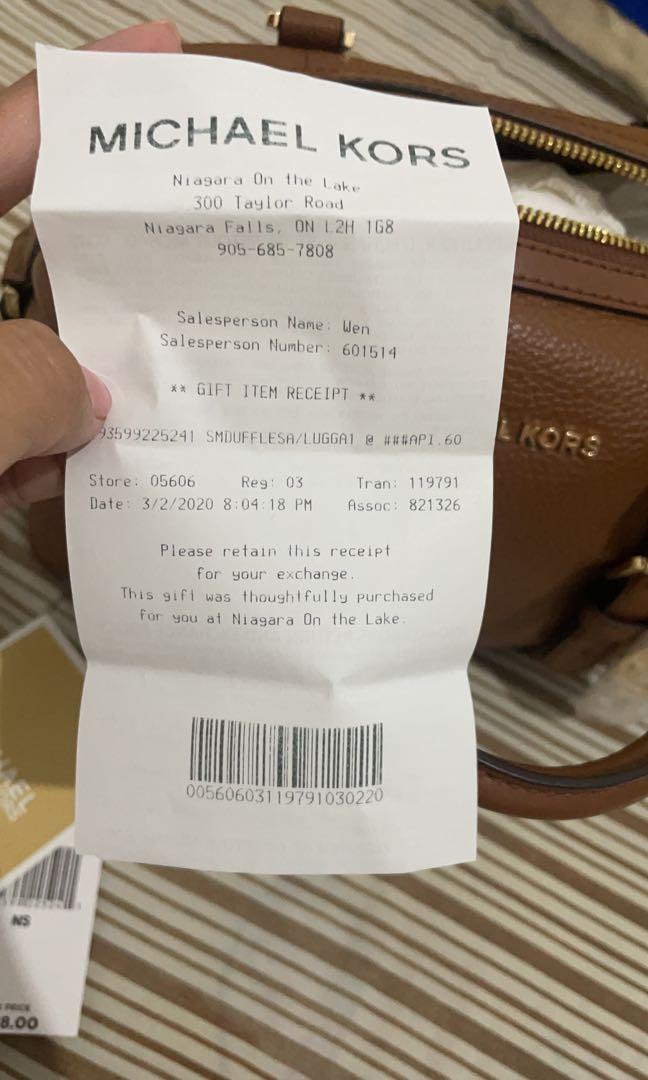 MICHAEL KORS
Niagara On the Lake
300 Taylor Road
Niagara Falls, ON L2H 1G8
905-685-7808
Salesperson Name: Wen
Salesperson Number: 601514
** GIFT ITEM RECEIPT **
93599225241 SMDUFFLESA/LUGGA1 @ ###API.60
Store: 05606 Reg: 03 Tran: 119791
Date: 3/2/2020 8:04:18 PM Assoc: 821326
Please retain this receipt
for your exchange.
This gift was thoughtfully purchased
for you at Niagara On the Lake.
00560603119791030220
L KORS
NS
PRICE
8.00